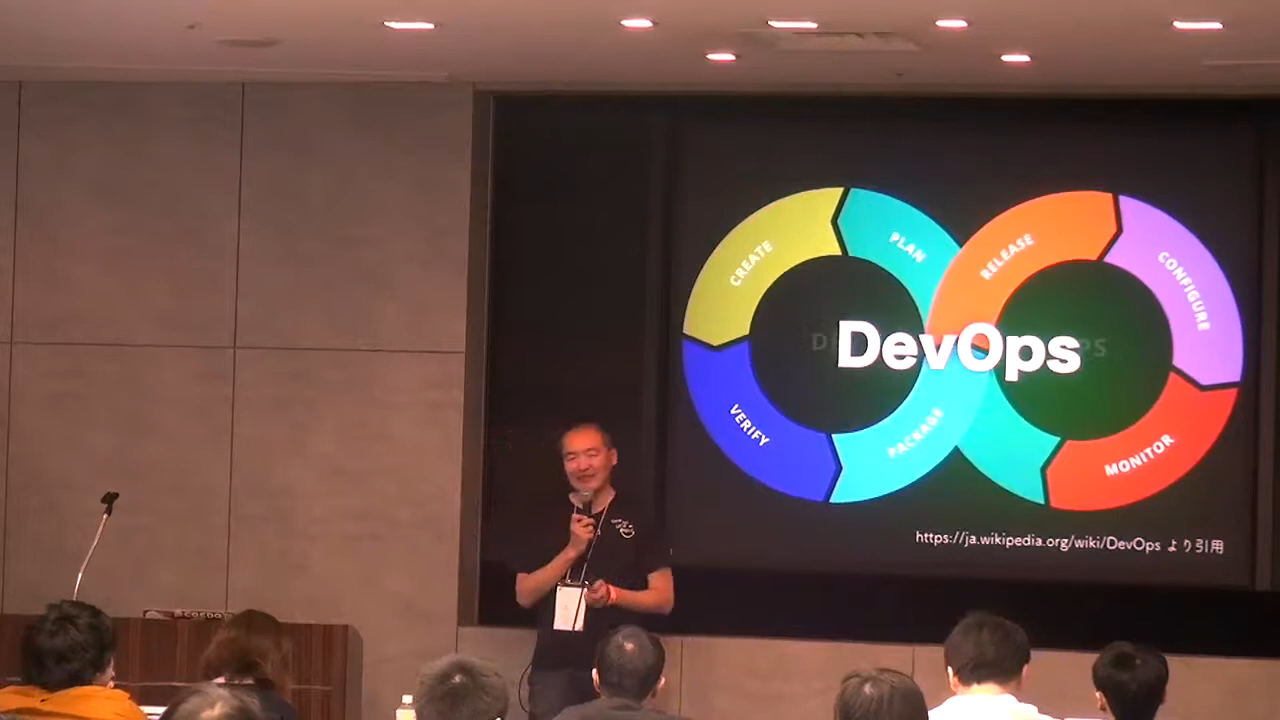 CREATE
PLAN
RELEASE
CONFIGURE
DevOps
VERIFY
PACKAGE
MONITOR
https://ja.wikipedia.org/wiki/DevOps より引用